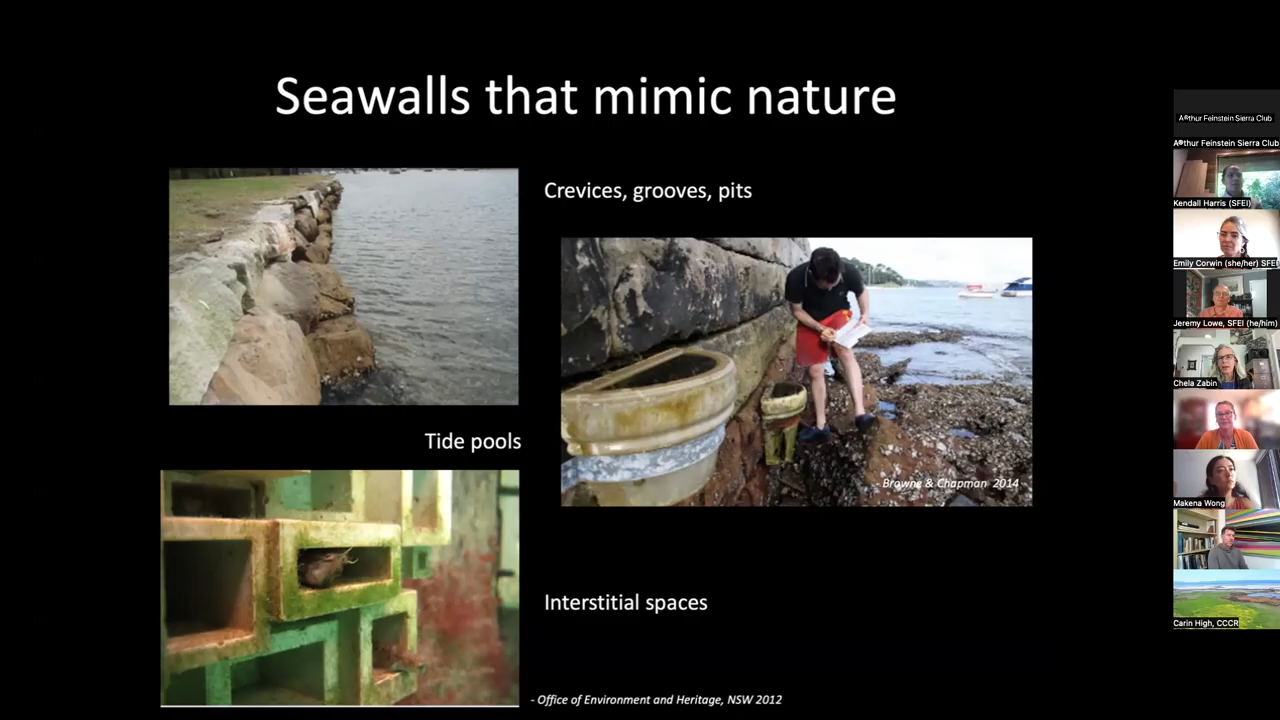 Seawalls that mimic nature
Crevices, grooves, pits
Browne & Chapman 2014
Tide pools
Interstitial spaces
- Office of Environment and Heritage, NSW 2012
A®thur Feinstein Sierra Club
A®thur Feinstein Sierra Club
Kendall Harris (SFEI)
Emily Corwin (she/her) SFEI
Jeremy Lowe, SFEI (he/him)
Chela Zabin
Makena Wong
Carin High, CCCR